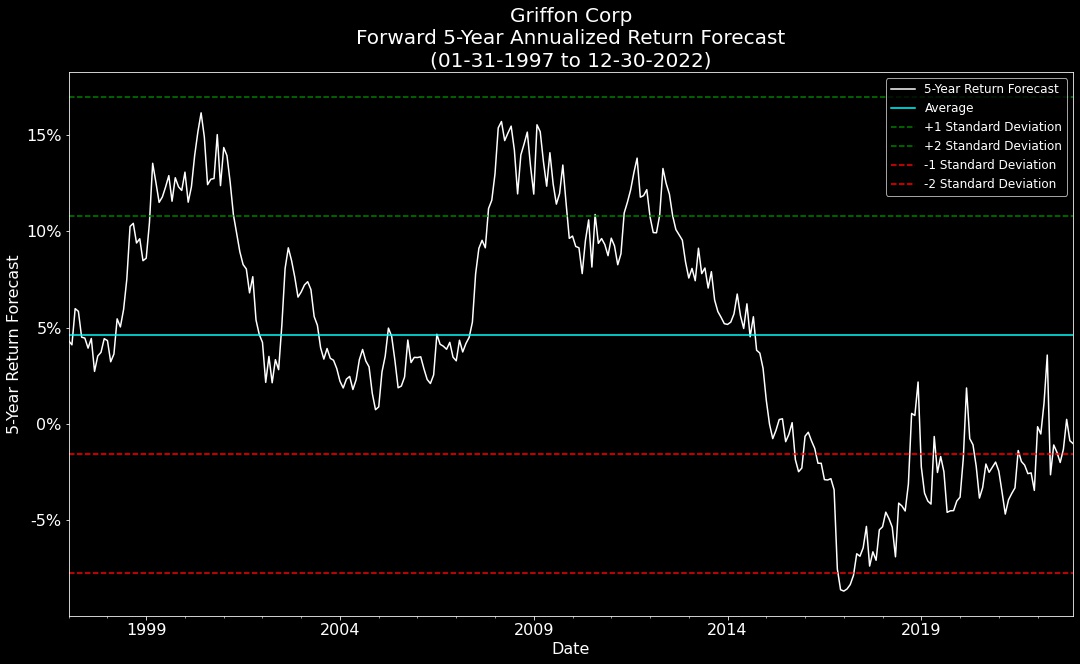 Griffon Corp
Forward 5-Year Annualized Return Forecast
(01-31-1997 to 12-30-2022)
5-Year Return Forecast
Average
+1 Standard Deviation
+2 Standard Deviation
-1 Standard Deviation
-2 Standard Deviation
5-Year Return Forecast
15%
10%
5%
0%
-5%
1999
2004
2009
2014
2019
Date